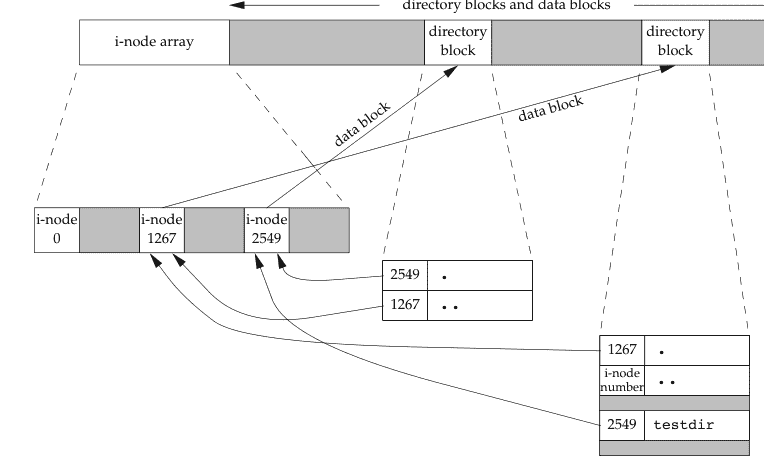 directory blocks and data blocks
i-node array
directory
block
directory
block
data block
data block
i-node
0
i-node
1267
i-node
2549
2549 .
1267 ..
1267 .
i-node
number ..
2549 testdir